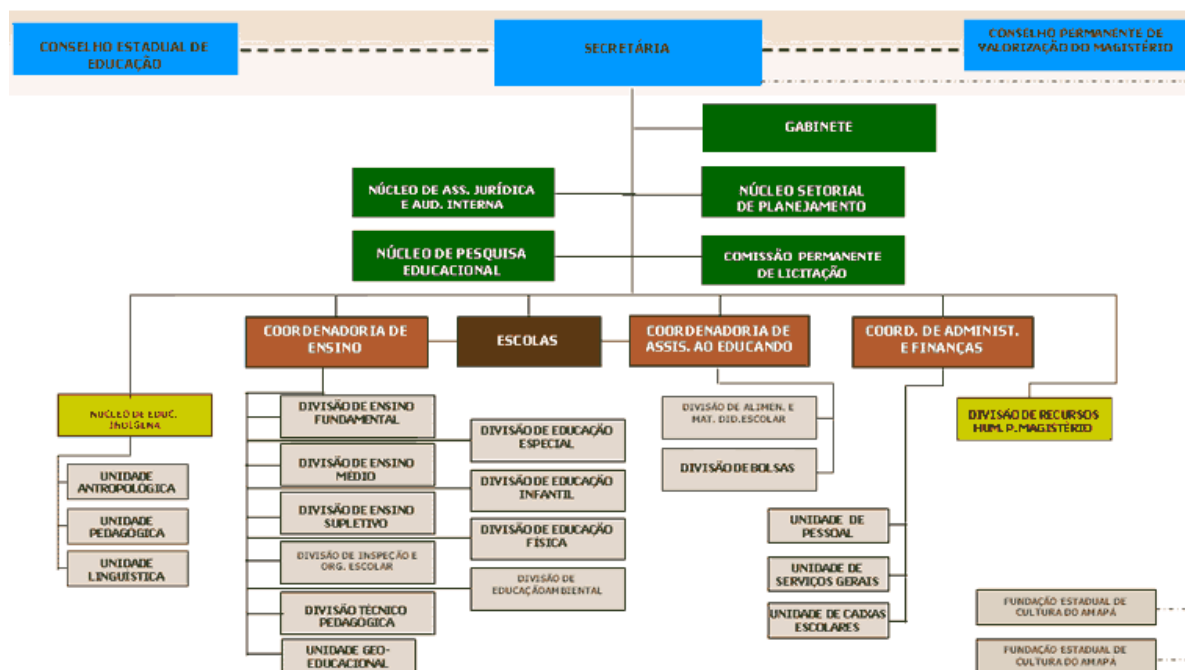 CONSELHO ESTADUAL DE
EDUCAÇÃO
SECRETÁRIA
CONSELHO PERMANENTE DE
VALORIZAÇÃO DO MAGISTÉRIO
GABINETE
NÚCLEO DE ASS. JURÍDICA
E AUD. INTERNA
NÚCLEO SETORIAL
DE PLANEJAMENTO
NÚCLEO DE PESQUISA
EDUCACIONAL
COMISSÃO PERMANENTE
DE LICITAÇÃO
COORDENADORIA DE
ENSINO
ESCOLAS
COORDENADORIA DE
ASSIS. AO EDUCANDO
COORD. DE ADMINIST.
E FINANÇAS
NUCLEO DE EDUC.
INDÍGENA
UNIDADE
ANTROPOLÓGICA
UNIDADE
PEDAGÓGICA
UNIDADE
LINGUÍSTICA
DIVISÃO DE ENSINO
FUNDAMENTAL
DIVISÃO DE ENSINO
MÉDIO
DIVISÃO DE ENSINO
SUPLETIVO
DIVISÃO DE INSPEÇÃO E
ORG. ESCOLAR
DIVISÃO TÉCNICO
PEDAGÓGICA
UNIDADE GEO-
EDUCACIONAL
DIVISÃO DE EDUCAÇÃO
ESPECIAL
DIVISÃO DE EDUCAÇÃO
INFANTIL
DIVISÃO DE EDUCAÇÃO
FÍSICA
DIVISÃO DE
EDUCAÇÃOAMBIENTAL
DIVISÃO DE ALIMEN. E
MAT. DID.ESCOLAR
DIVISÃO DE BOLSAS
UNIDADE DE
PESSOAL
UNIDADE DE
SERVIÇOS GERAIS
UNIDADE DE CAIXAS
ESCOLARES
DIVISÃO DE RECURSOS
HUM. P. MAGISTÉRIO
FUNDAÇÃO ESTADUAL DE
CULTURA DO AMAPÁ
FUNDAÇÃO ESTADUAL DE
CULTURA DO AMAPÁ